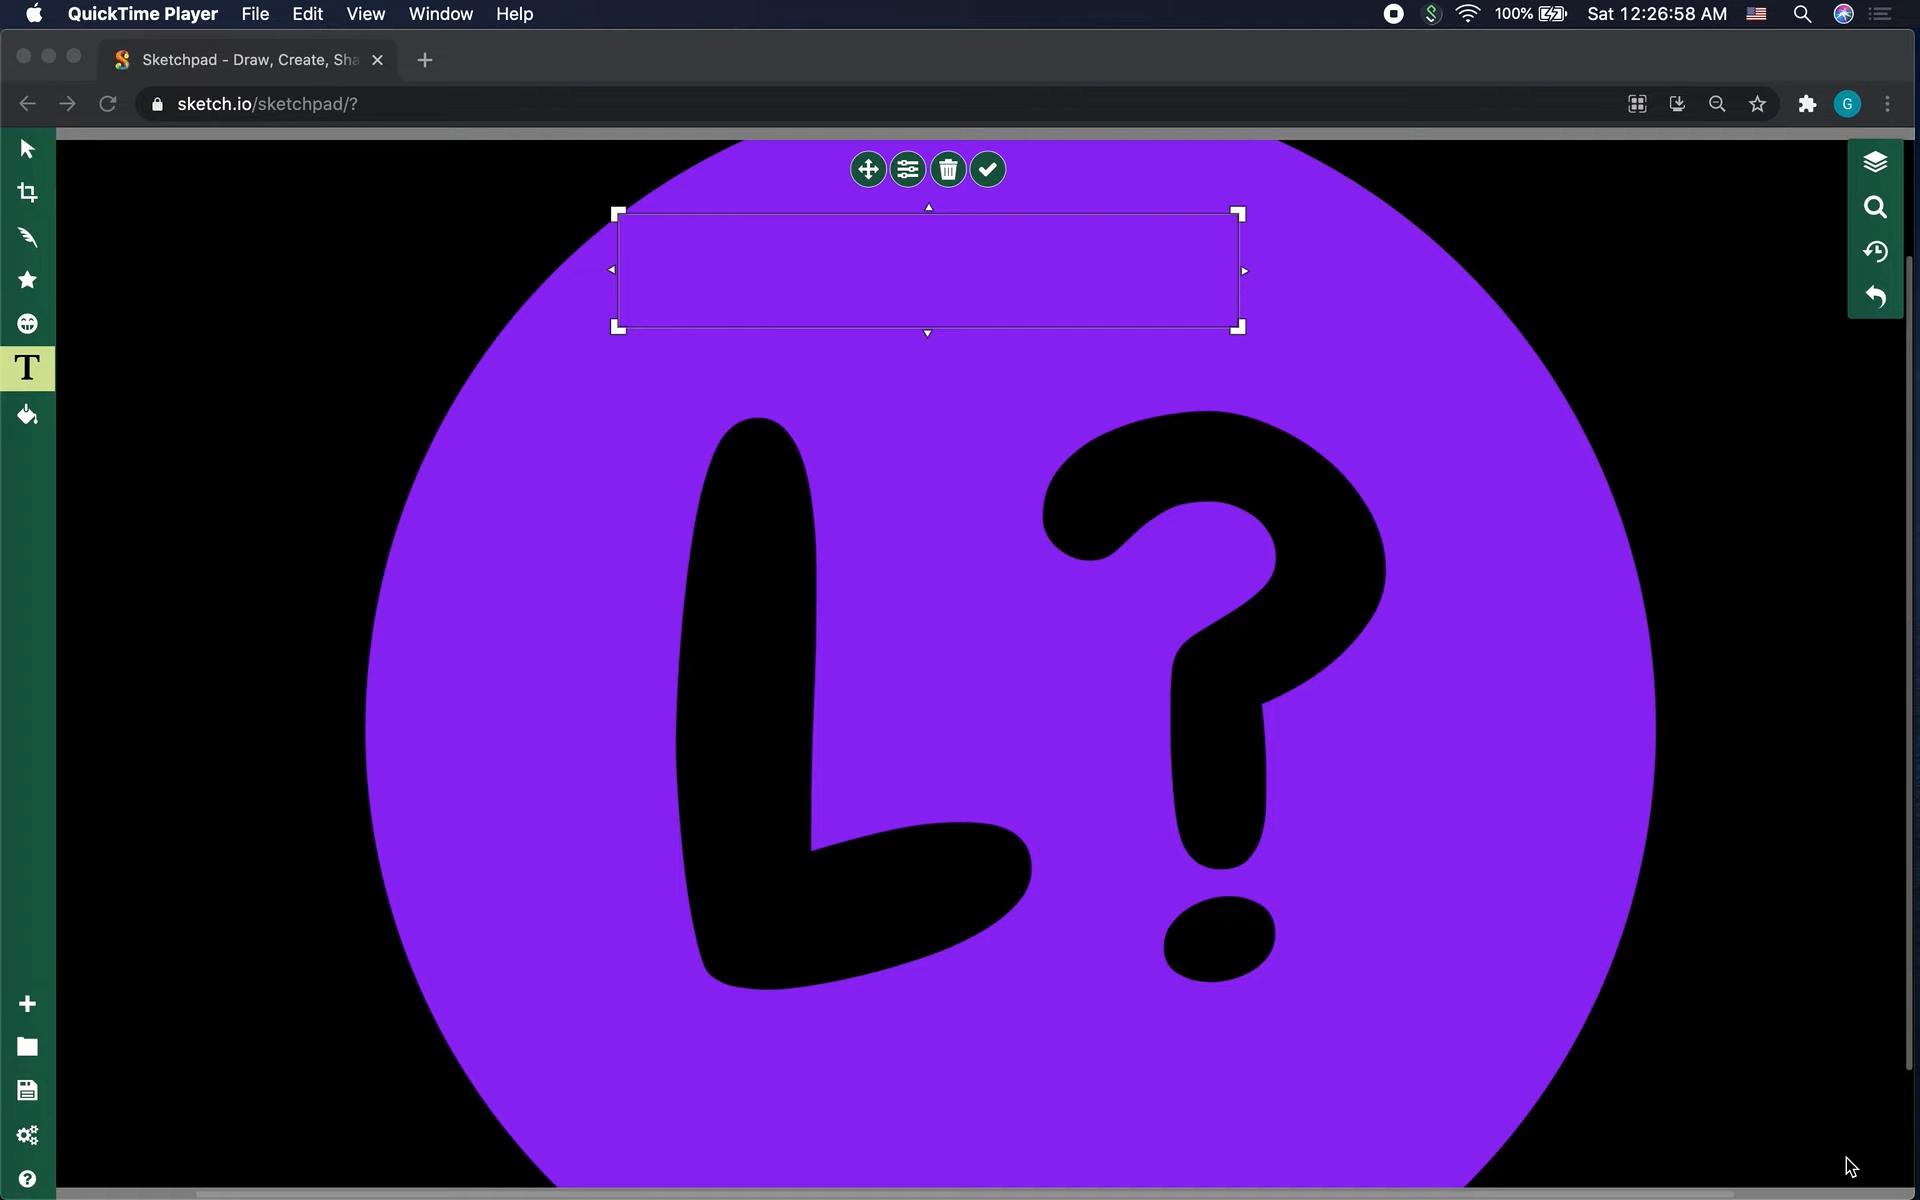 QuickTime Player File Edit View Window Help 100% Sat 12:26:58 AM
Sketchpad - Draw, Create, Sha
sketch.io/sketchpad/?
G
T
L?